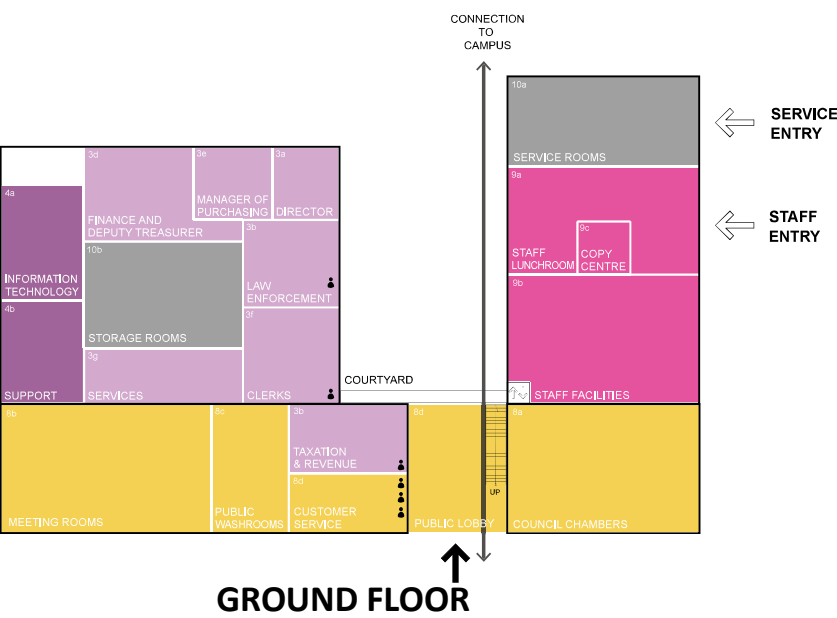 CONNECTION
TO
CAMPUS
10a
SERVICE ROOMS
SERVICE
ENTRY
9a
STAFF
LUNCHROOM
9c
COPY
CENTRE
STAFF
ENTRY
9b
STAFF FACILITIES
3d
FINANCE AND
DEPUTY TREASURER
3e
MANAGER OF
PURCHASING
3a
DIRECTOR
4a
INFORMATION
TECHNOLOGY
10b
STORAGE ROOMS
3b
LAW
ENFORCEMENT
4b
SUPPORT
3g
SERVICES
3f
CLERKS
COURTYARD
8b
MEETING ROOMS
8c
PUBLIC
WASHROOMS
3b
TAXATION
& REVENUE
8d
CUSTOMER
SERVICE
8d
PUBLIC LOBBY
UP
8a
COUNCIL CHAMBERS
GROUND FLOOR